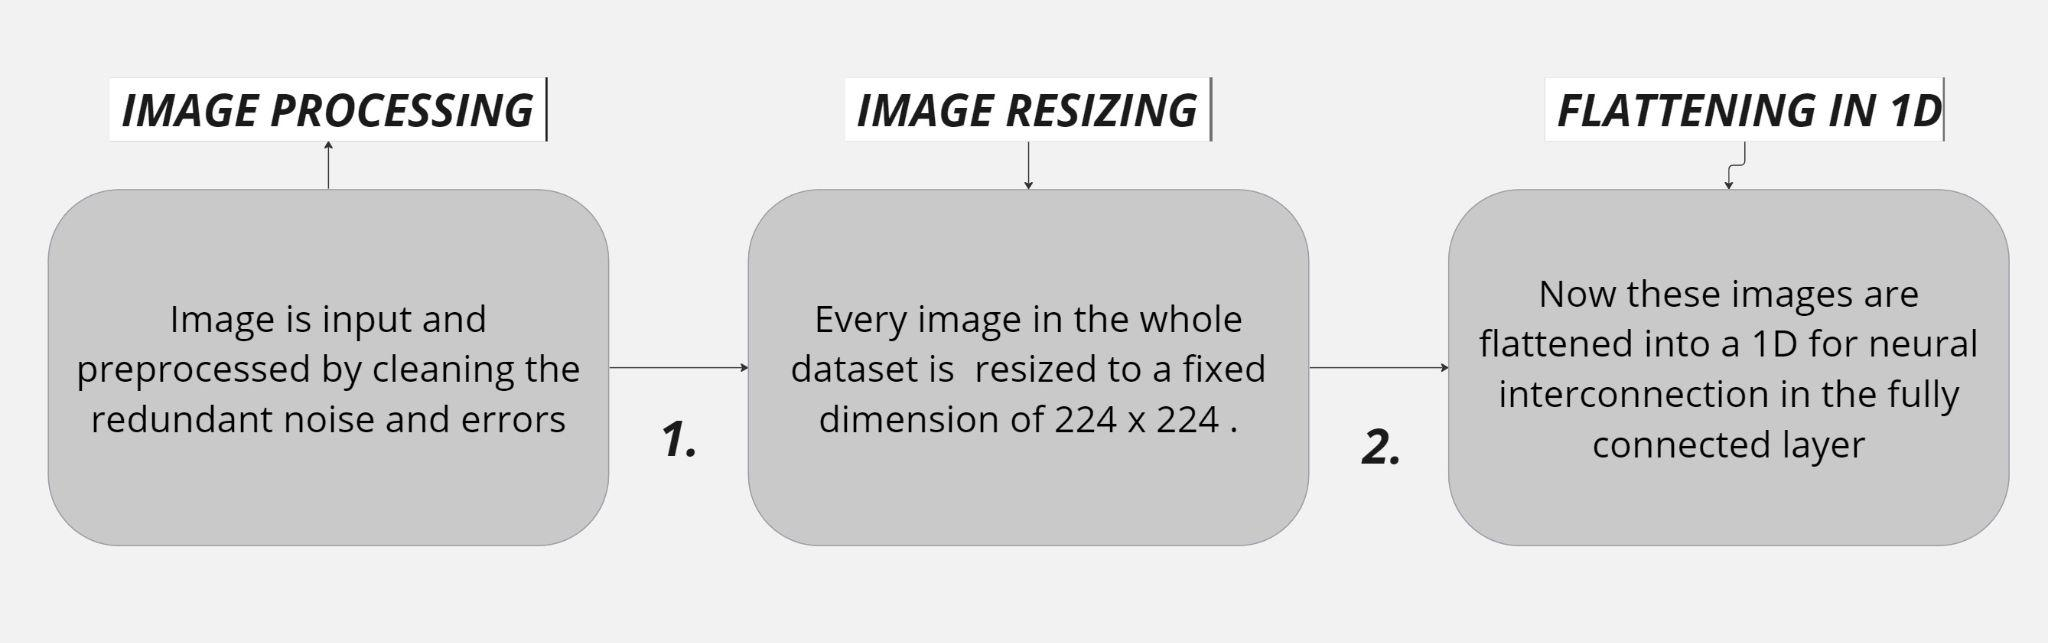 IMAGE PROCESSING
IMAGE RESIZING
FLATTENING IN 1D
Image is input and
preprocessed by cleaning the
redundant noise and errors
1.
Every image in the whole
dataset is  resized to a fixed
dimension of 224 x 224 .
2.
Now these images are
flattened into a 1D for neural
interconnection in the fully
connected layer